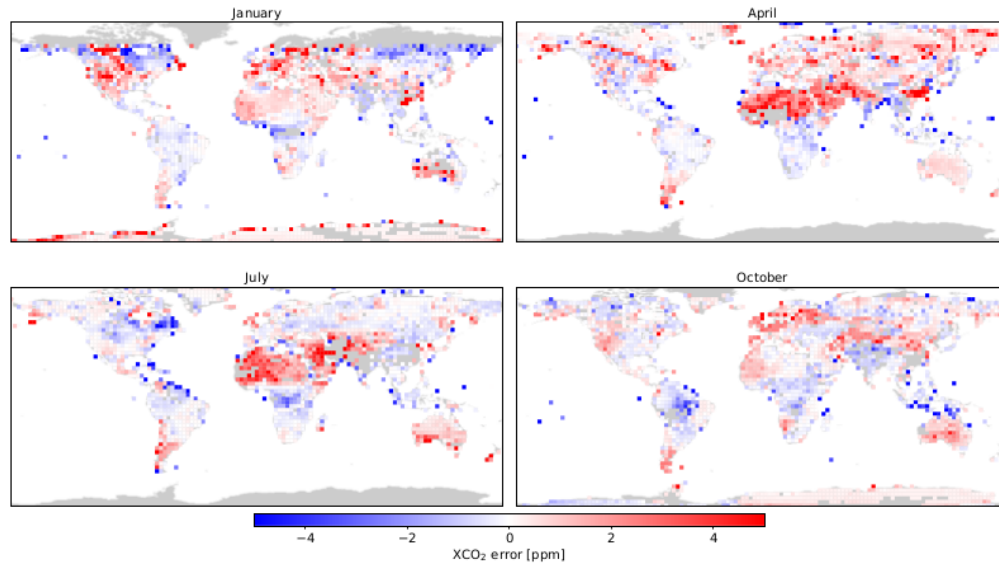 January
April
July
October
−4 −2 0 2 4
XCO₂ error [ppm]